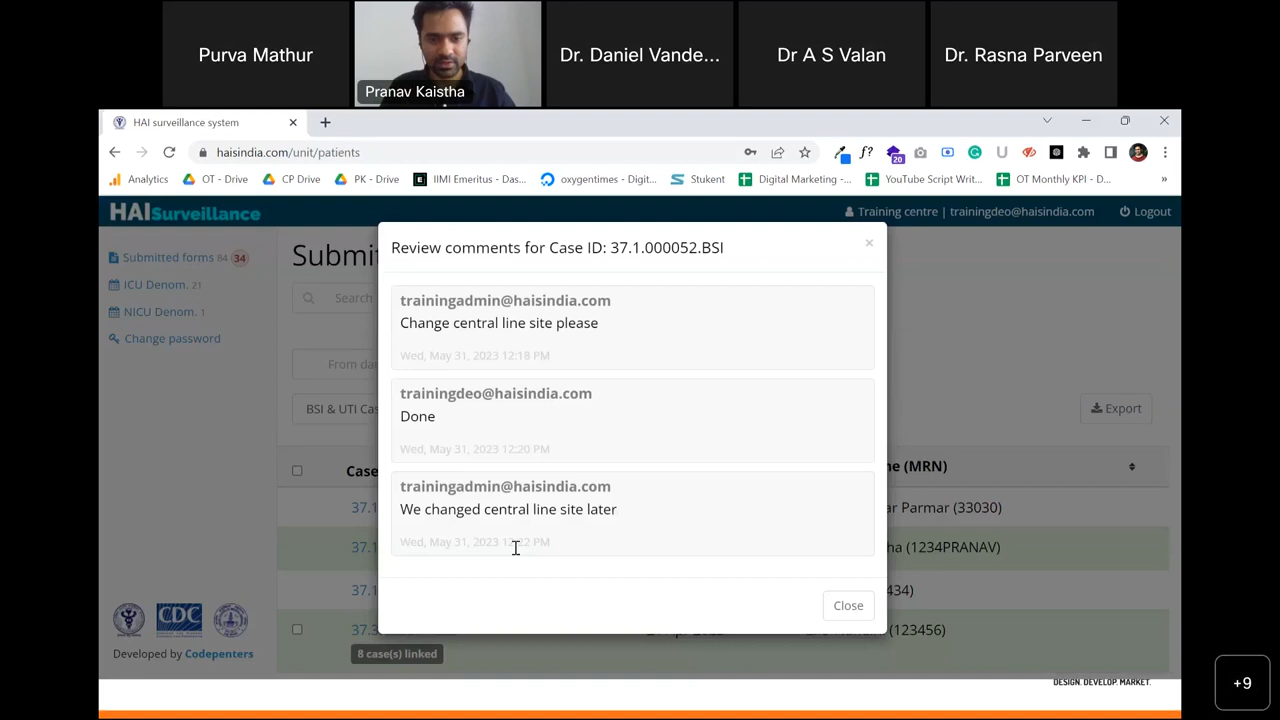 Purva Mathur
Pranav Kaistha
Dr. Daniel Vande...
Dr A S Valan
Dr. Rasna Parveen
HAI surveillance system
haisindia.com/unit/patients
20
Analytics
OT - Drive
CP Drive
PK - Drive
IIMI Emeritus - Das...
oxygentimes - Digit...
Stukent
Digital Marketing -...
YouTube Script Writ...
OT Monthly KPI - D...
»
HAISurveillance
Training centre | trainingdeo@haisindia.com
Logout
Submitted forms 84 34
ICU Denom. 21
NICU Denom. 1
Change password
Submi
Search
From da
BSI & UTI Cas
Export
Case
ne (MRN)
37.1
ar Parmar (33030)
37.1
ha (1234PRANAV)
37.1
434)
(123456)
8 case(s) linked
Review comments for Case ID: 37.1.000052.BSI
×
trainingadmin@haisindia.com
Change central line site please
Wed, May 31, 2023 12:18 PM
trainingdeo@haisindia.com
Done
Wed, May 31, 2023 12:20 PM
trainingadmin@haisindia.com
We changed central line site later
Wed, May 31, 2023 12:22 PM
Close
CDC
Developed by Codepenters
DESIGN. DEVELOP. MARKET.
+9